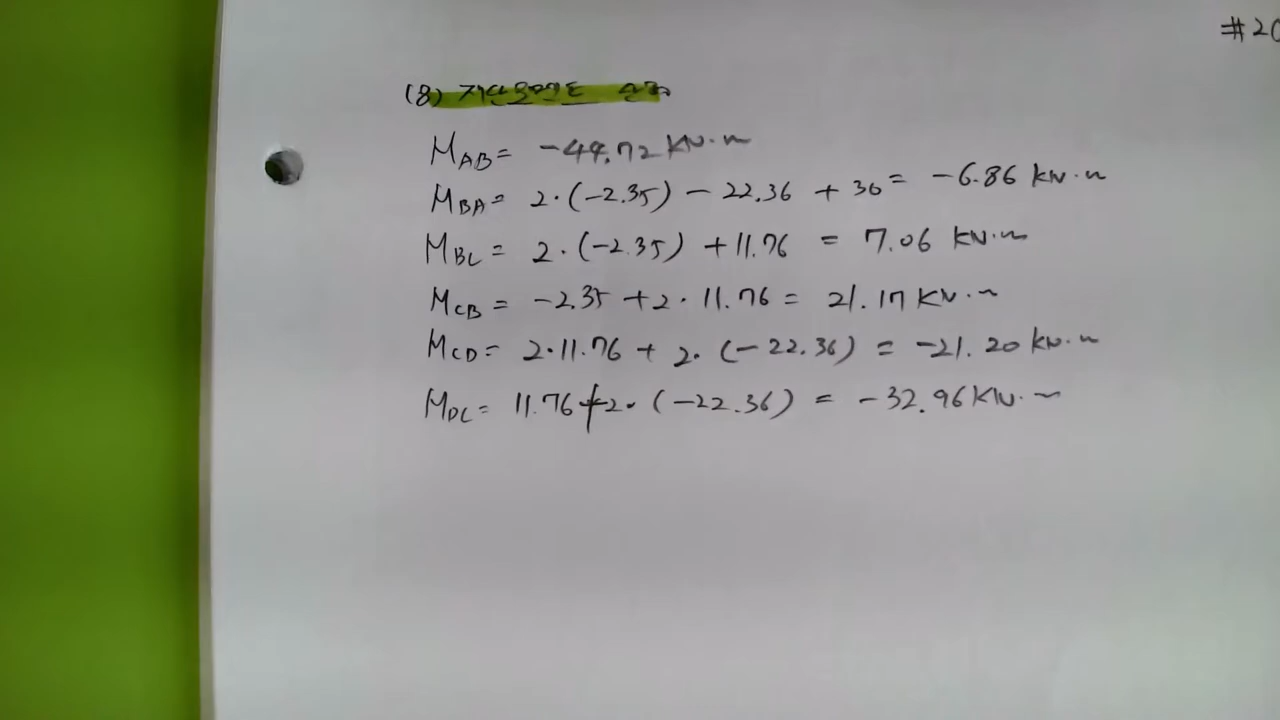 #20
(8) 재단모멘트 산정
M_AB = -44.72 kN·m
M_BA = 2·(-2.35) - 22.36 + 30 = -6.86 kN·m
M_BC = 2·(-2.35) + 11.76 = 7.06 kN·m
M_CB = -2.35 + 2·11.76 = 21.17 kN·m
M_CD = 2·11.76 + 2·(-22.36) = -21.20 kN·m
M_DC = 11.76 + 2·(-22.36) = -32.96 kN·m